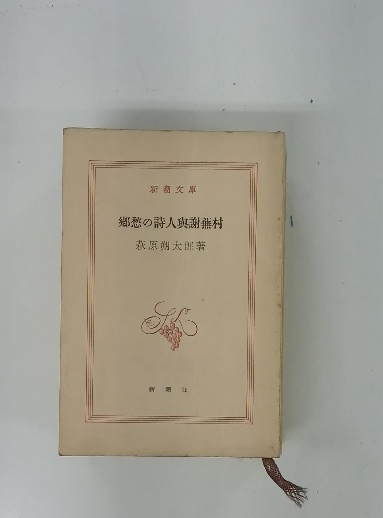 新潮文庫
郷愁の詩人與謝蕪村
萩原朔太郎著
新潮社